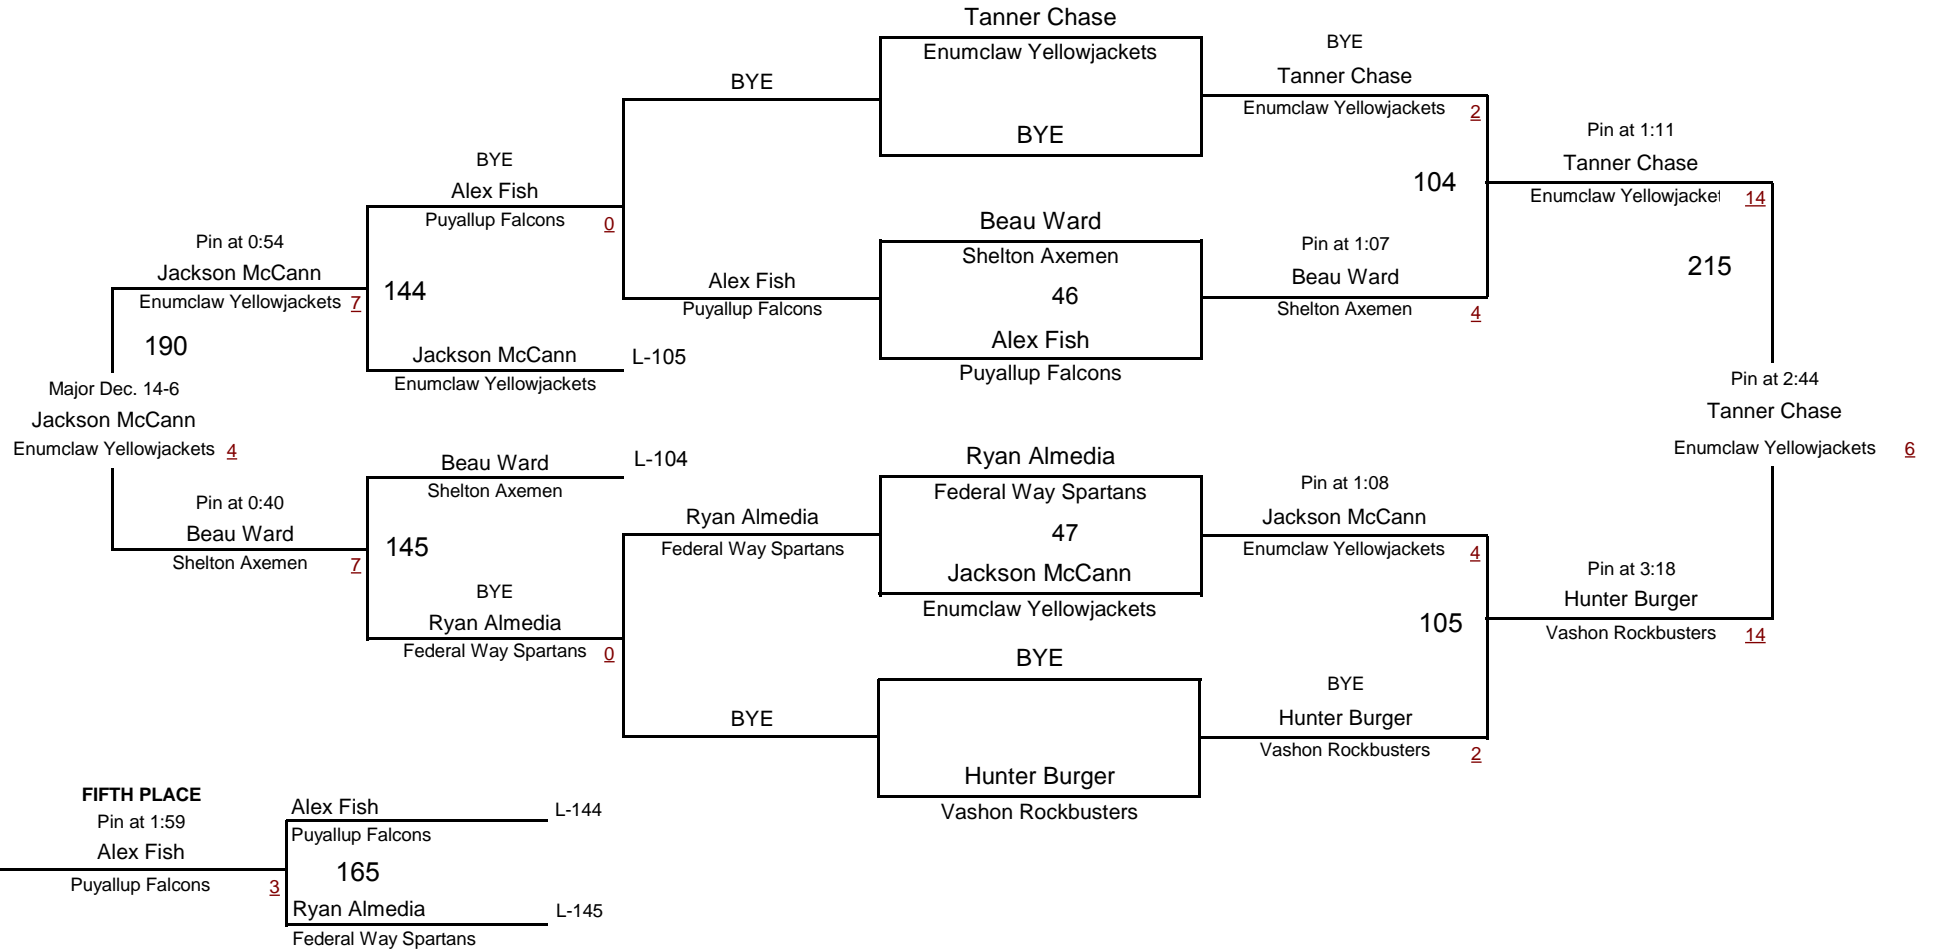 Tanner Chase
Enumclaw Yellowjackets
BYE
BYE
Tanner Chase
Enumclaw Yellowjackets 2
BYE
Pin at 1:11
Tanner Chase
Enumclaw Yellowjacket 14
104
BYE
Alex Fish
Puyallup Falcons 0
Beau Ward
Shelton Axemen
46
Alex Fish
Puyallup Falcons
Pin at 1:07
Beau Ward
Shelton Axemen 4
215
Pin at 0:54
Jackson McCann
Enumclaw Yellowjackets 7
144
Alex Fish
Puyallup Falcons
190
Jackson McCann L-105
Enumclaw Yellowjackets
Major Dec. 14-6
Jackson McCann
Enumclaw Yellowjackets 4
Pin at 2:44
Tanner Chase
Enumclaw Yellowjackets 6
Beau Ward L-104
Shelton Axemen
Ryan Almedia
Federal Way Spartans
47
Jackson McCann
Enumclaw Yellowjackets
Pin at 1:08
Jackson McCann
Enumclaw Yellowjackets 4
Pin at 0:40
Beau Ward
Shelton Axemen 7
145
Ryan Almedia
Federal Way Spartans
BYE
Ryan Almedia
Federal Way Spartans 0
Pin at 3:18
Hunter Burger
Vashon Rockbusters 14
105
BYE
BYE
Hunter Burger
Vashon Rockbusters
BYE
Hunter Burger
Vashon Rockbusters 2
FIFTH PLACE
Pin at 1:59
Alex Fish
Puyallup Falcons 3
Alex Fish L-144
Puyallup Falcons
165
Ryan Almedia L-145
Federal Way Spartans